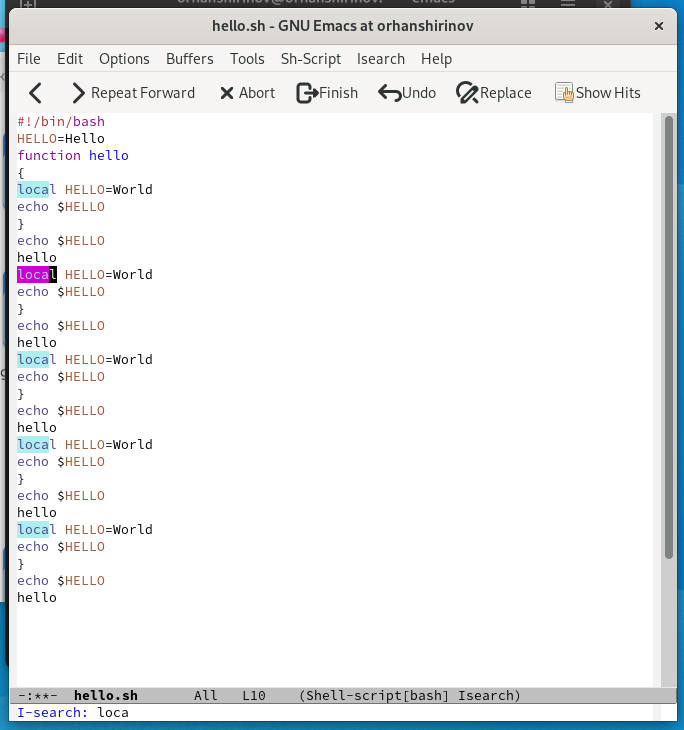 hello.sh - GNU Emacs at orhanshirinov
File Edit Options Buffers Tools Sh-Script Isearch Help
Repeat Forward Abort Finish Undo Replace Show Hits
#!/bin/bash
HELLO=Hello
function hello
{
local HELLO=World
echo $HELLO
}
echo $HELLO
hello
local HELLO=World
echo $HELLO
}
echo $HELLO
hello
local HELLO=World
echo $HELLO
}
echo $HELLO
hello
local HELLO=World
echo $HELLO
}
echo $HELLO
hello
local HELLO=World
echo $HELLO
}
echo $HELLO
hello
-:**- hello.sh All L10 (Shell-script[bash] Isearch)
I-search: loca